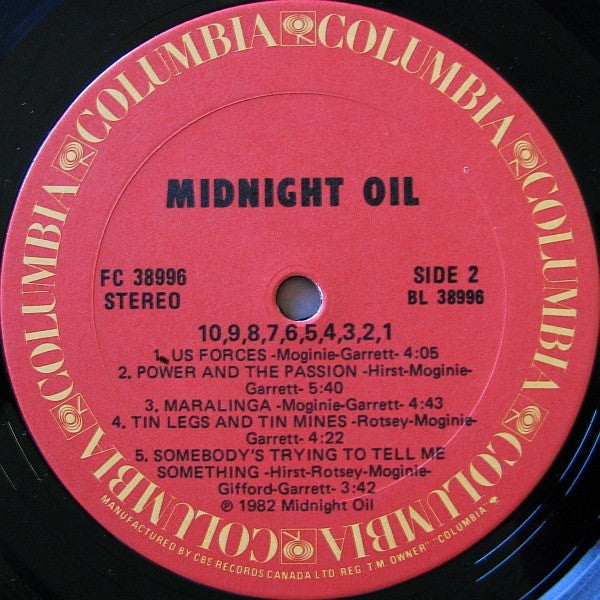 COLUMBIA COLUMBIA COLUMBIA COLUMBIA COLUMBIA COLUMBIA
MIDNIGHT OIL
FC 38996
STEREO
SIDE 2
BL 38996
10,9,8,7,6,5,4,3,2,1
1. US FORCES -Moginie-Garrett- 4:05
2. POWER AND THE PASSION -Hirst-Moginie-
Garrett- 5:40
3. MARALINGA -Moginie-Garrett- 4:43
4. TIN LEGS AND TIN MINES -Rotsey-Moginie-
Garrett- 4:22
5. SOMEBODY'S TRYING TO TELL ME
SOMETHING -Hirst-Rotsey-Moginie-
Gifford-Garrett- 3:42
℗ 1982 Midnight Oil
MANUFACTURED BY CBS RECORDS CANADA LTD REG. T.M. OWNER "COLUMBIA"